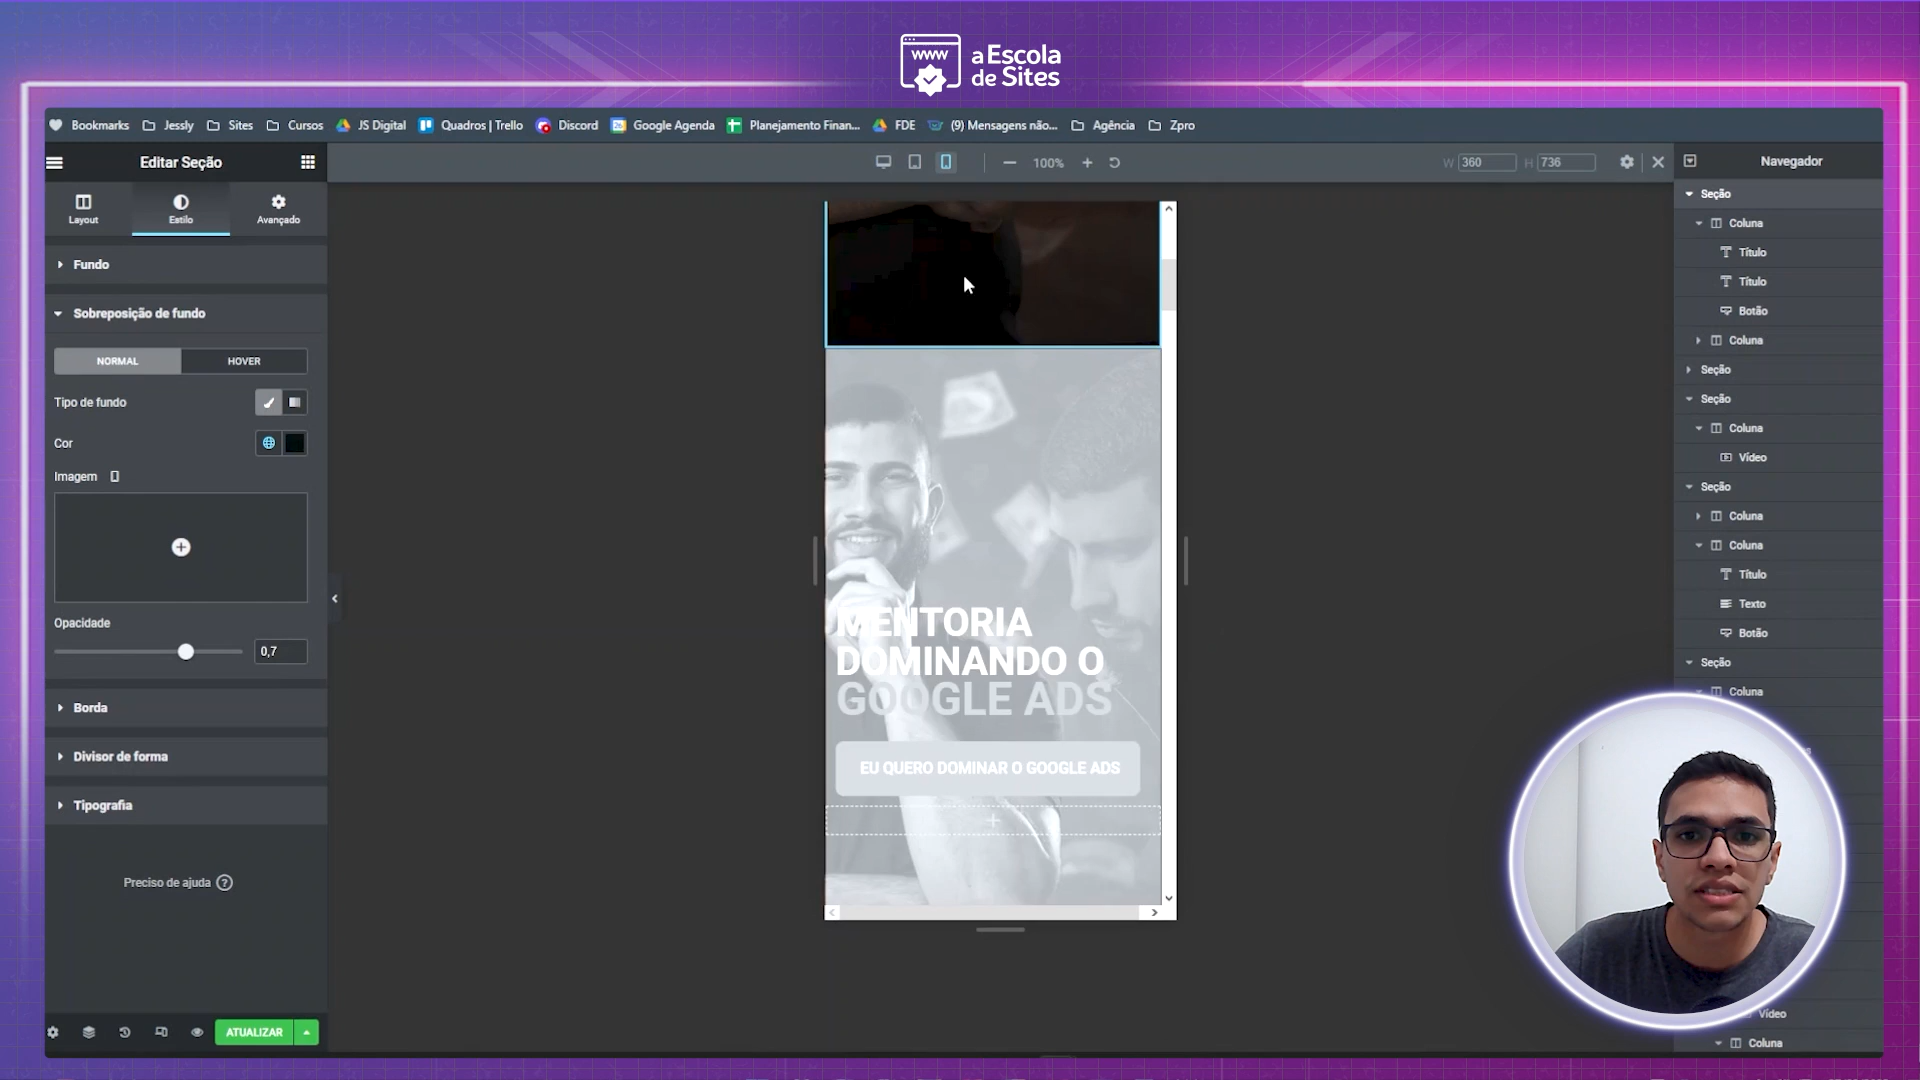 www
a Escola
de Sites
Bookmarks
Jessly
Sites
Cursos
JS Digital
Quadros | Trello
Discord
Google Agenda
Planejamento Finan...
FDE
(9) Mensagens não...
Agência
Zpro
Editar Seção
100%
W 360
H 736
Navegador
Layout
Estilo
Avançado
Fundo
Sobreposição de fundo
NORMAL
HOVER
Tipo de fundo
Cor
Imagem
Opacidade
0,7
Borda
Divisor de forma
Tipografia
Preciso de ajuda ?
ATUALIZAR
MENTORIA
DOMINANDO O
GOOGLE ADS
EU QUERO DOMINAR O GOOGLE ADS
Seção
Coluna
Título
Título
Botão
Coluna
Seção
Seção
Coluna
Vídeo
Seção
Coluna
Coluna
Título
Texto
Botão
Seção
Coluna
Vídeo
Coluna